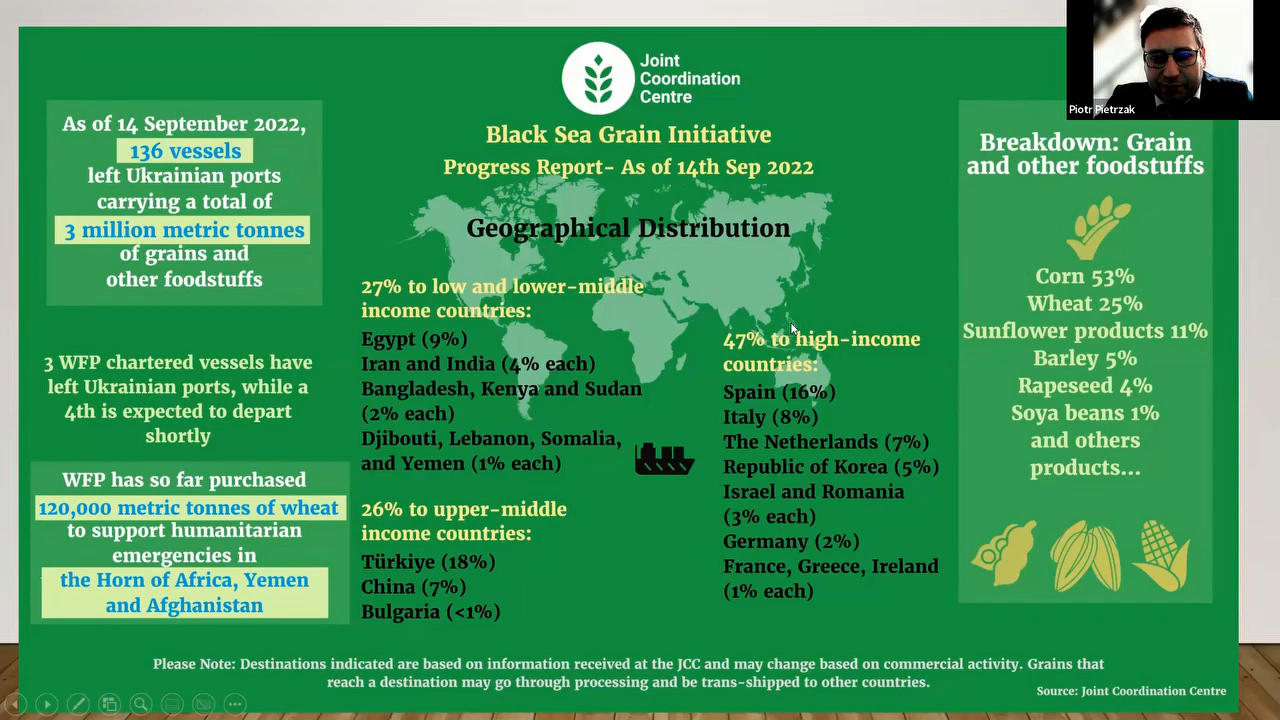 Joint
Coordination
Centre
Piotr Pietrzak
Black Sea Grain Initiative
Progress Report- As of 14th Sep 2022
As of 14 September 2022,
136 vessels
left Ukrainian ports
carrying a total of
3 million metric tonnes
of grains and
other foodstuffs
3 WFP chartered vessels have
left Ukrainian ports, while a
4th is expected to depart
shortly
WFP has so far purchased
120,000 metric tonnes of wheat
to support humanitarian
emergencies in
the Horn of Africa, Yemen
and Afghanistan
Geographical Distribution
27% to low and lower-middle
income countries:
Egypt (9%)
Iran and India (4% each)
Bangladesh, Kenya and Sudan
(2% each)
Djibouti, Lebanon, Somalia,
and Yemen (1% each)
26% to upper-middle
income countries:
Türkiye (18%)
China (7%)
Bulgaria (<1%)
47% to high-income
countries:
Spain (16%)
Italy (8%)
The Netherlands (7%)
Republic of Korea (5%)
Israel and Romania
(3% each)
Germany (2%)
France, Greece, Ireland
(1% each)
Breakdown: Grain
and other foodstuffs
Corn 53%
Wheat 25%
Sunflower products 11%
Barley 5%
Rapeseed 4%
Soya beans 1%
and others
products...
Please Note: Destinations indicated are based on information received at the JCC and may change based on commercial activity. Grains that
reach a destination may go through processing and be trans-shipped to other countries.
Source: Joint Coordination Centre